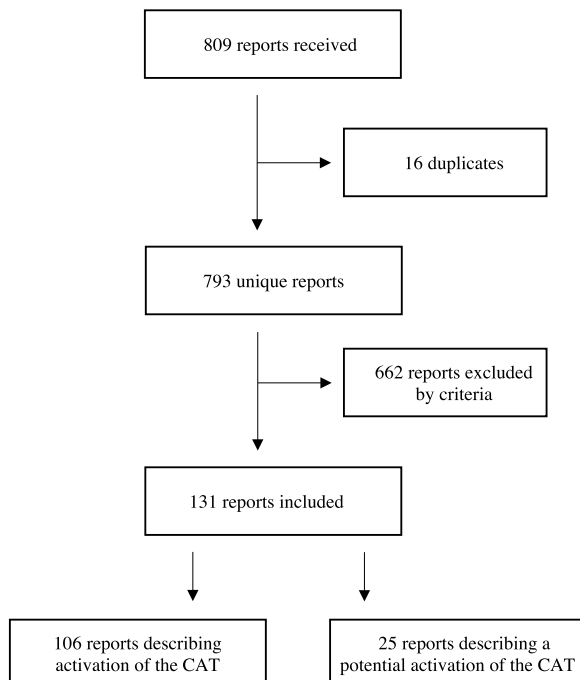 809 reports received
16 duplicates
793 unique reports
662 reports excluded
by criteria
131 reports included
106 reports describing
activation of the CAT
25 reports describing a
potential activation of the CAT